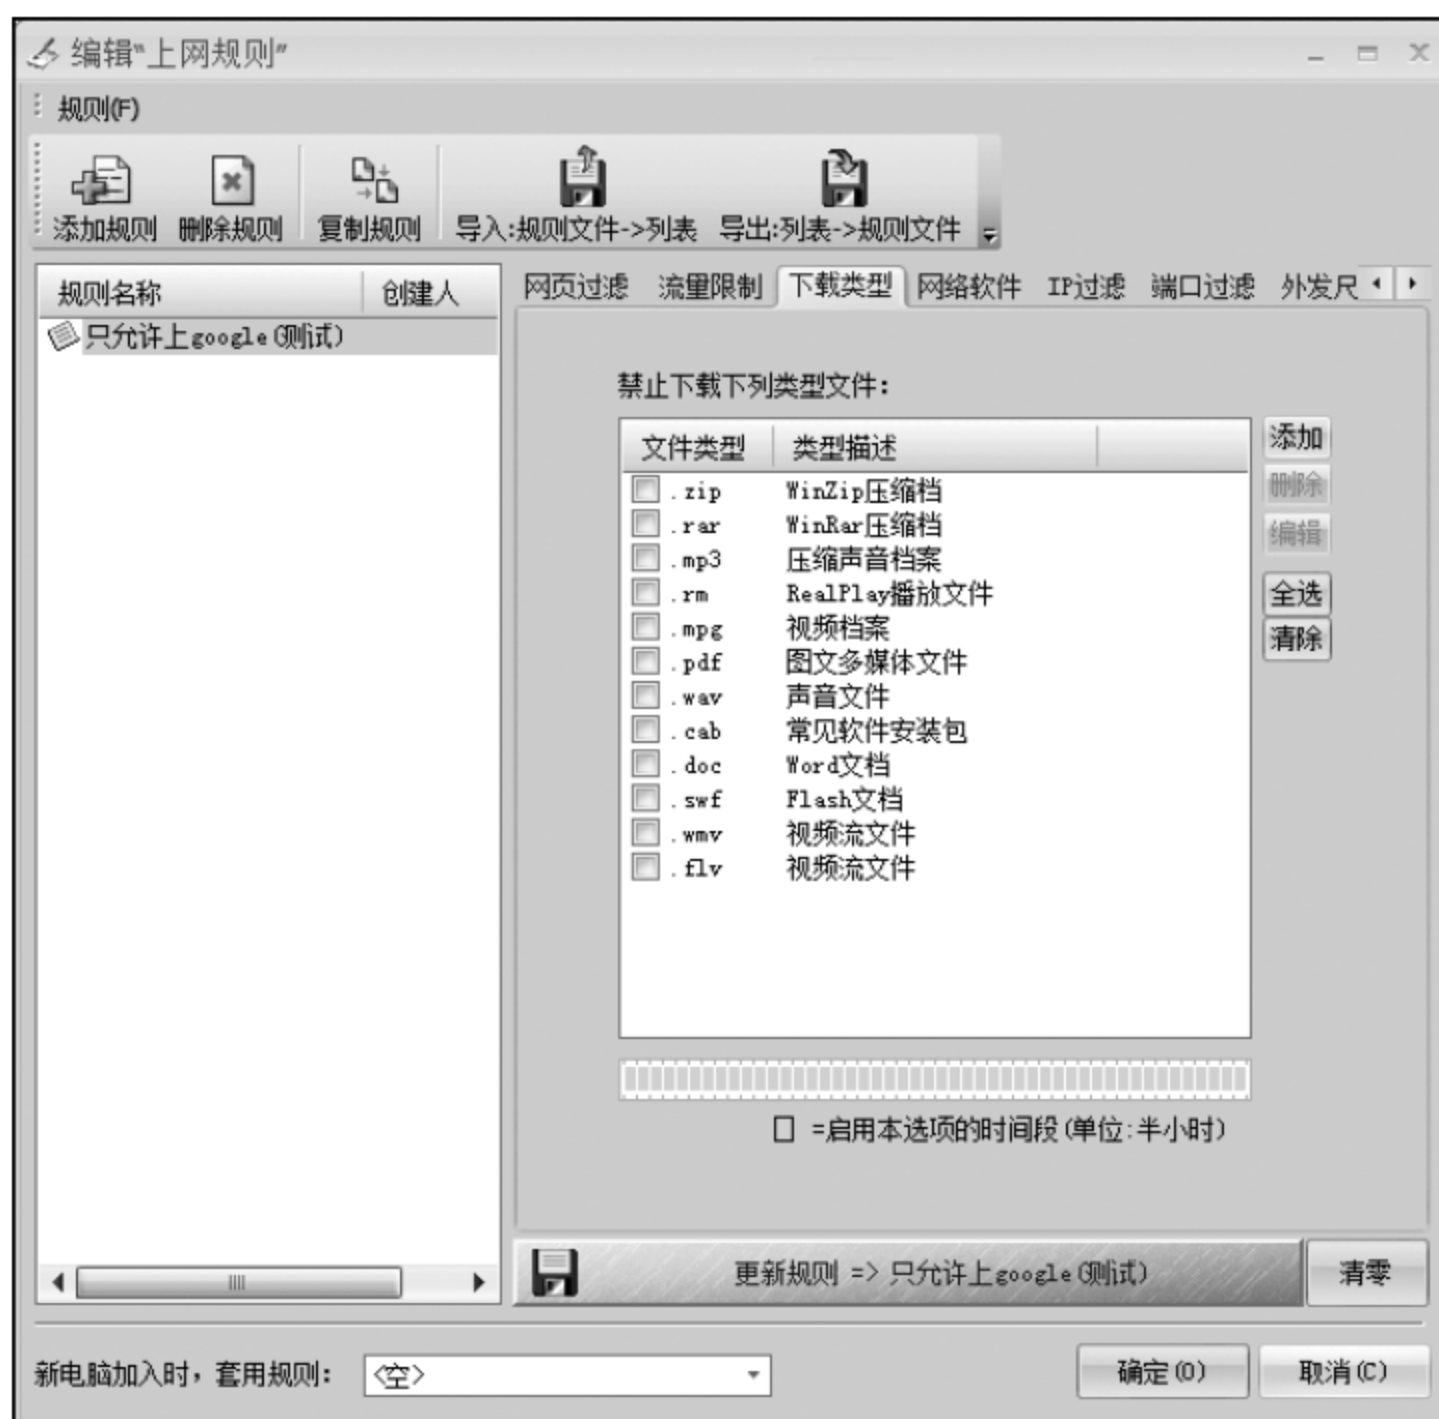 编辑“上网规则”
规则(F)
添加规则 删除规则 复制规则 导入:规则文件->列表 导出:列表->规则文件
规则名称 创建人
只允许上google(测试)
网页过滤 流量限制 下载类型 网络软件 IP过滤 端口过滤 外发尺
禁止下载下列类型文件:
文件类型 类型描述
.zip WinZip压缩档
.rar WinRar压缩档
.mp3 压缩声音档案
.rm RealPlay播放文件
.mpg 视频档案
.pdf 图文多媒体文件
.wav 声音文件
.cab 常见软件安装包
.doc Word文档
.swf Flash文档
.wmv 视频流文件
.flv 视频流文件
添加
删除
编辑
全选
清除
=启用本选项的时间段(单位:半小时)
更新规则 => 只允许上google(测试) 清零
新电脑加入时，套用规则: <空> 确定(O) 取消(C)